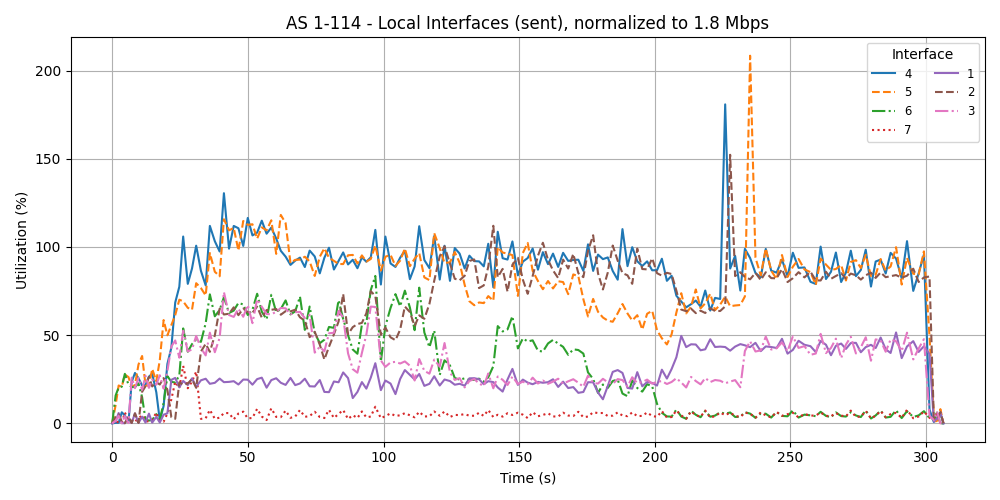 AS 1-114 - Local Interfaces (sent), normalized to 1.8 Mbps
Interface
4 1
5 2
6 3
7
Utilization (%)
200
150
100
50
0
0 50 100 150 200 250 300
Time (s)